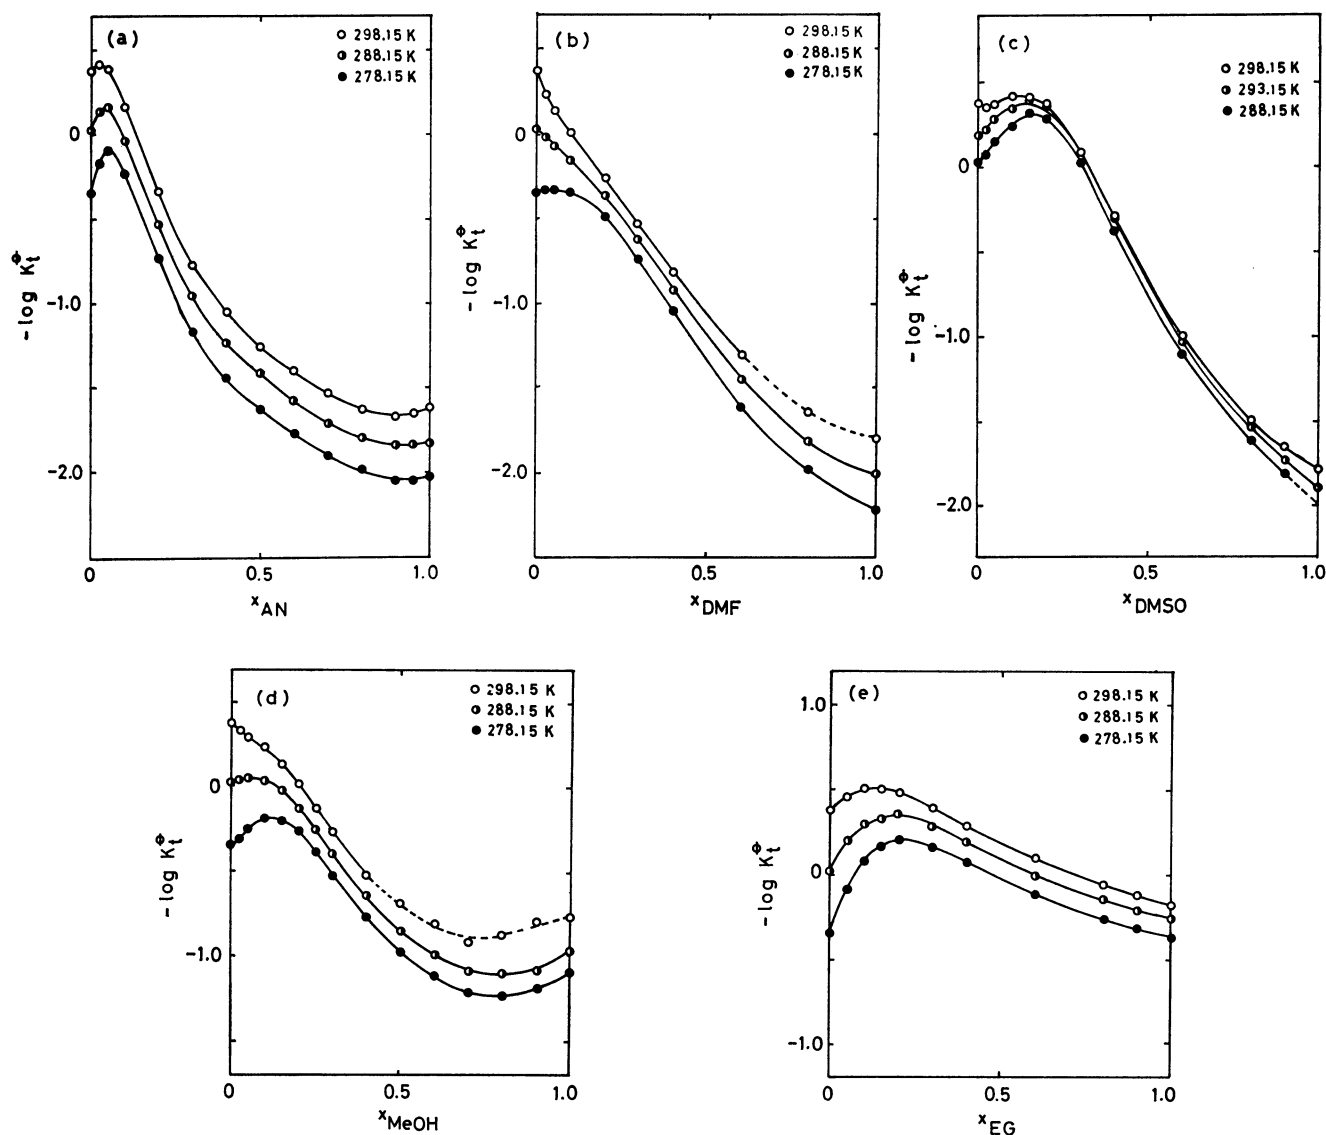 (a)
298.15 K
288.15 K
278.15 K
0
-1.0
-2.0
-log K_t^⦵
0 0.5 1.0
x_AN
(b)
298.15 K
288.15 K
278.15 K
0
-1.0
-2.0
-log K_t^⦵
0 0.5 1.0
x_DMF
(c)
298.15 K
293.15 K
288.15 K
0
-1.0
-2.0
-log K_t^⦵
0 0.5 1.0
x_DMSO
(d)
298.15 K
288.15 K
278.15 K
0
-1.0
-log K_t^⦵
0 0.5 1.0
x_MeOH
(e)
298.15 K
288.15 K
278.15 K
1.0
0
-1.0
-log K_t^⦵
0 0.5 1.0
x_EG